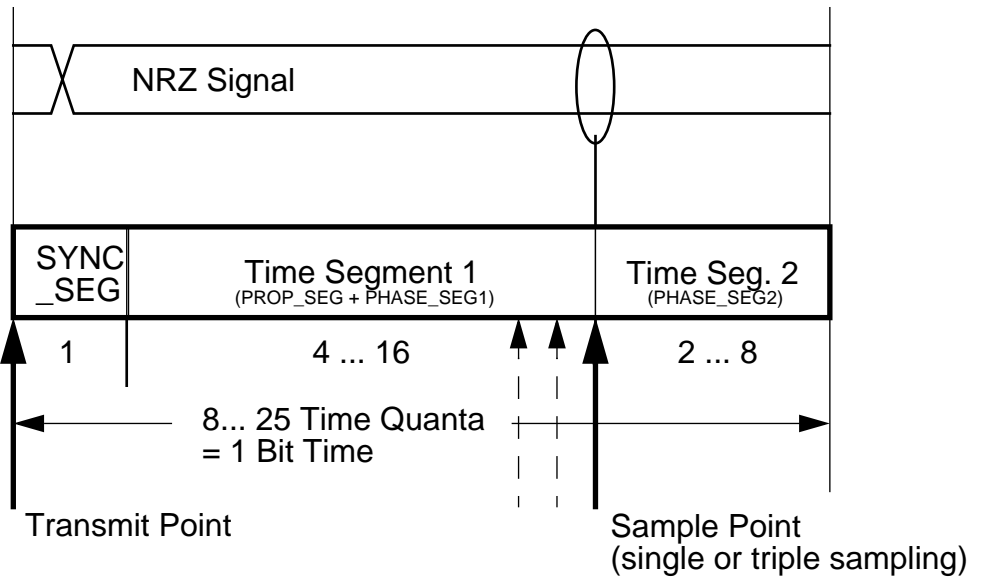 NRZ Signal
SYNC
_SEG
Time Segment 1
(PROP_SEG + PHASE_SEG1)
Time Seg. 2
(PHASE_SEG2)
1
4 ... 16
2 ... 8
8... 25 Time Quanta
= 1 Bit Time
Transmit Point
Sample Point
(single or triple sampling)